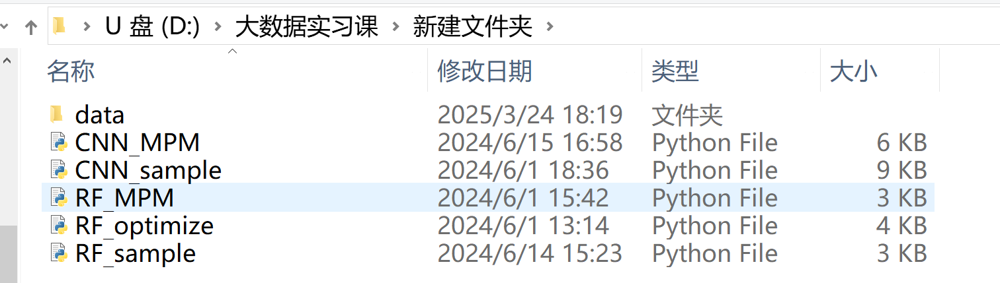 U 盘 (D:) › 大数据实习课 › 新建文件夹 ›
名称 修改日期 类型 大小
data 2025/3/24 18:19 文件夹
CNN_MPM 2024/6/15 16:58 Python File 6 KB
CNN_sample 2024/6/1 18:36 Python File 9 KB
RF_MPM 2024/6/1 15:42 Python File 3 KB
RF_optimize 2024/6/1 13:14 Python File 4 KB
RF_sample 2024/6/14 15:23 Python File 3 KB